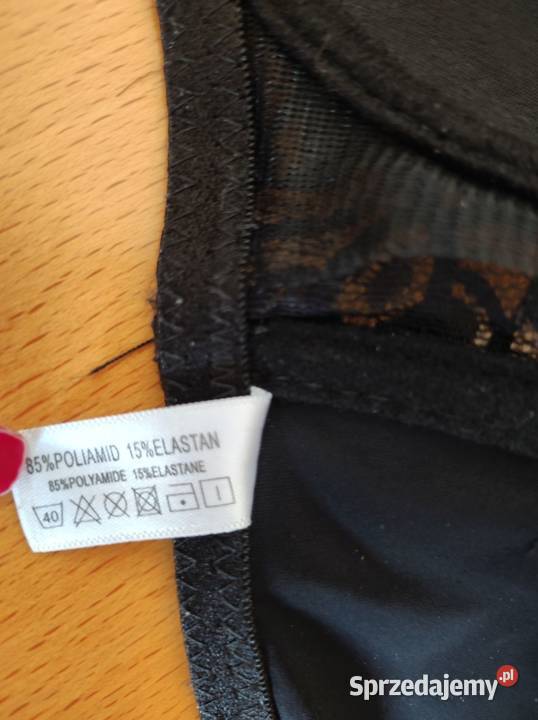 85%POLIAMID 15%ELASTAN
85%POLYAMIDE 15%ELASTANE
40
Sprzedajemy.pl